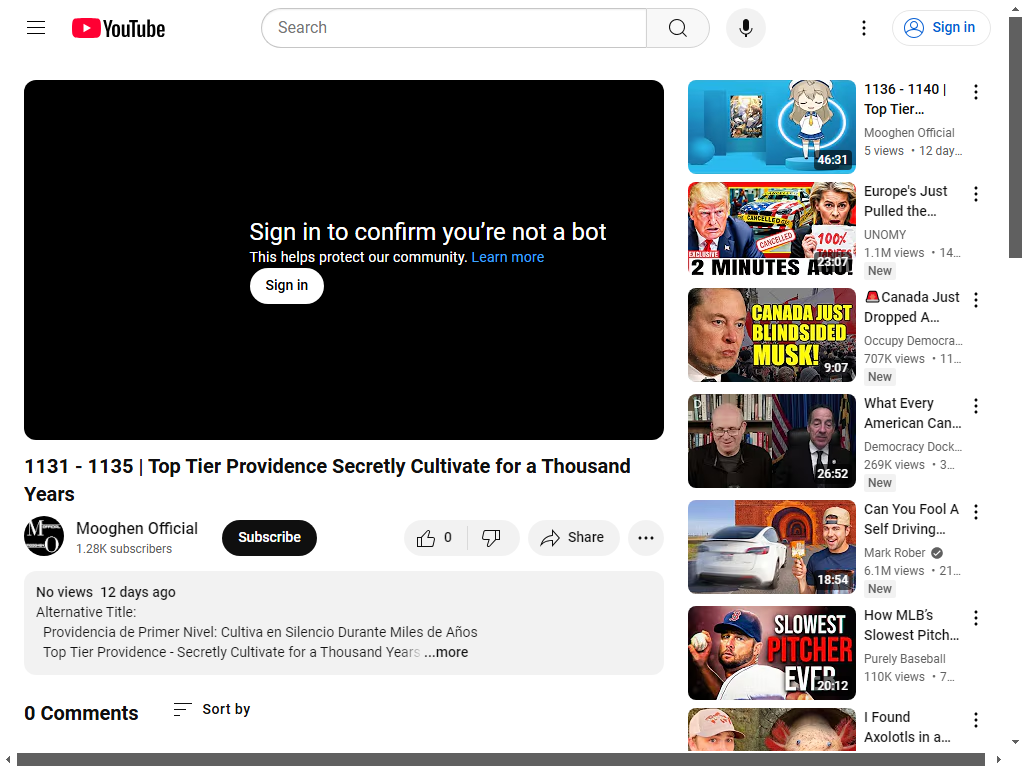 YouTube
Search
Sign in
Sign in to confirm you’re not a bot
This helps protect our community. Learn more
Sign in
1131 - 1135 | Top Tier Providence Secretly Cultivate for a Thousand
Years
Mooghen Official
1.28K subscribers
Subscribe
0
Share
No views 12 days ago
Alternative Title:
Providencia de Primer Nivel: Cultiva en Silencio Durante Miles de Años
Top Tier Providence - Secretly Cultivate for a Thousand Years ...more
0 Comments
Sort by
46:31
1136 - 1140 |
Top Tier…
Mooghen Official
5 views • 12 day…
CANCELLED
CANCELLED
100%
TARIFFS
EXCLUSIVE
2 MINUTES AGO!
23:07
Europe's Just
Pulled the…
UNOMY
1.1M views • 14…
New
CANADA JUST
BLINDSIDED
MUSK!
9:07
🚨Canada Just
Dropped A…
Occupy Democra…
707K views • 11…
New
26:52
What Every
American Can…
Democracy Dock…
269K views • 3…
New
18:54
Can You Fool A
Self Driving…
Mark Rober
6.1M views • 21…
New
SLOWEST
PITCHER
EVER
20:12
How MLB’s
Slowest Pitch…
Purely Baseball
110K views • 7…
I Found
Axolotls in a…